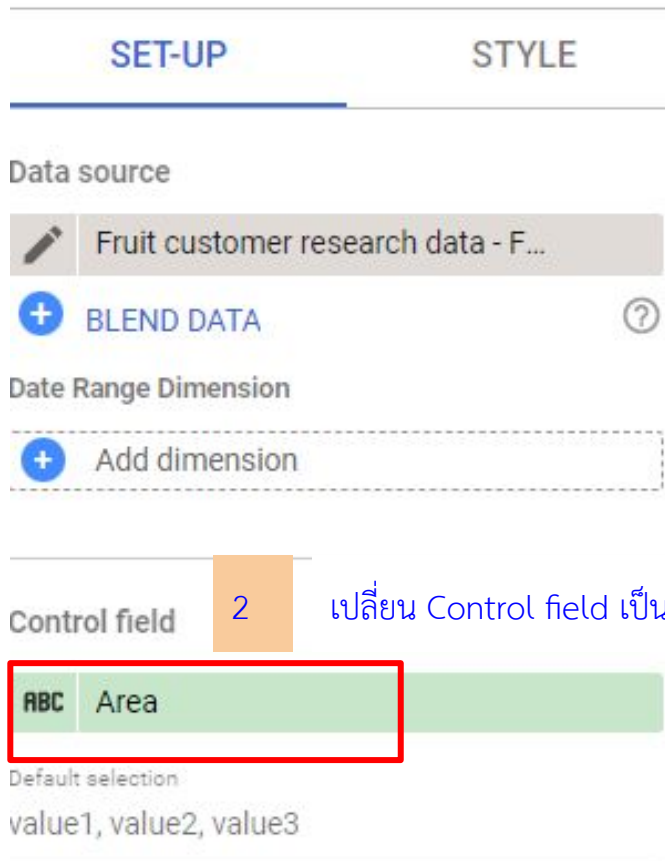 SET-UP STYLE
Data source
Fruit customer research data - F...
BLEND DATA
Date Range Dimension
Add dimension
Control field 2 เปลี่ยน Control field เป็น
ABC Area
Default selection
value1, value2, value3